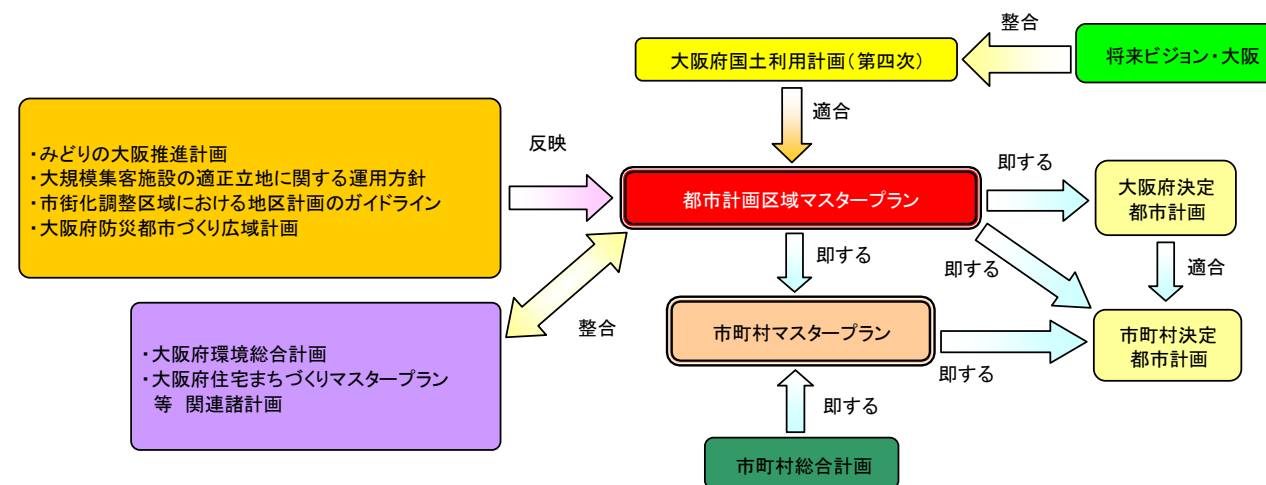 整合
大阪府国土利用計画(第四次)
将来ビジョン・大阪
適合
・みどりの大阪推進計画
・大規模集客施設の適正立地に関する運用方針
・市街化調整区域における地区計画のガイドライン
・大阪府防災都市づくり広域計画
反映
都市計画区域マスタープラン
即する
大阪府決定
都市計画
即する
即する
適合
整合
市町村マスタープラン
市町村決定
都市計画
即する
・大阪府環境総合計画
・大阪府住宅まちづくりマスタープラン
等 関連諸計画
即する
市町村総合計画